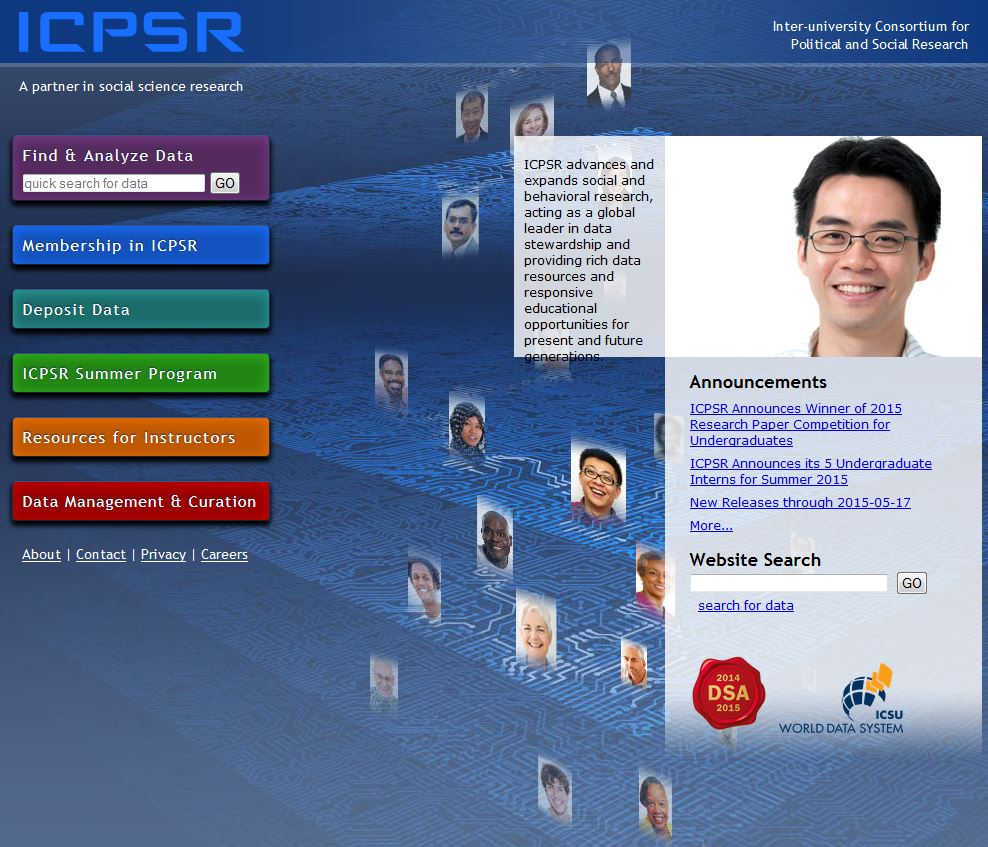 ICPSR
Inter-university Consortium for
Political and Social Research
A partner in social science research
Find & Analyze Data
quick search for data
GO
Membership in ICPSR
Deposit Data
ICPSR Summer Program
Resources for Instructors
Data Management & Curation
About | Contact | Privacy | Careers
ICPSR advances and
expands social and
behavioral research,
acting as a global
leader in data
stewardship and
providing rich data
resources and
responsive
educational
opportunities for
present and future
generations.
Announcements
ICPSR Announces Winner of 2015
Research Paper Competition for
Undergraduates
ICPSR Announces its 5 Undergraduate
Interns for Summer 2015
New Releases through 2015-05-17
More...
Website Search
GO
search for data
2014
DSA
2015
ICSU
WORLD DATA SYSTEM